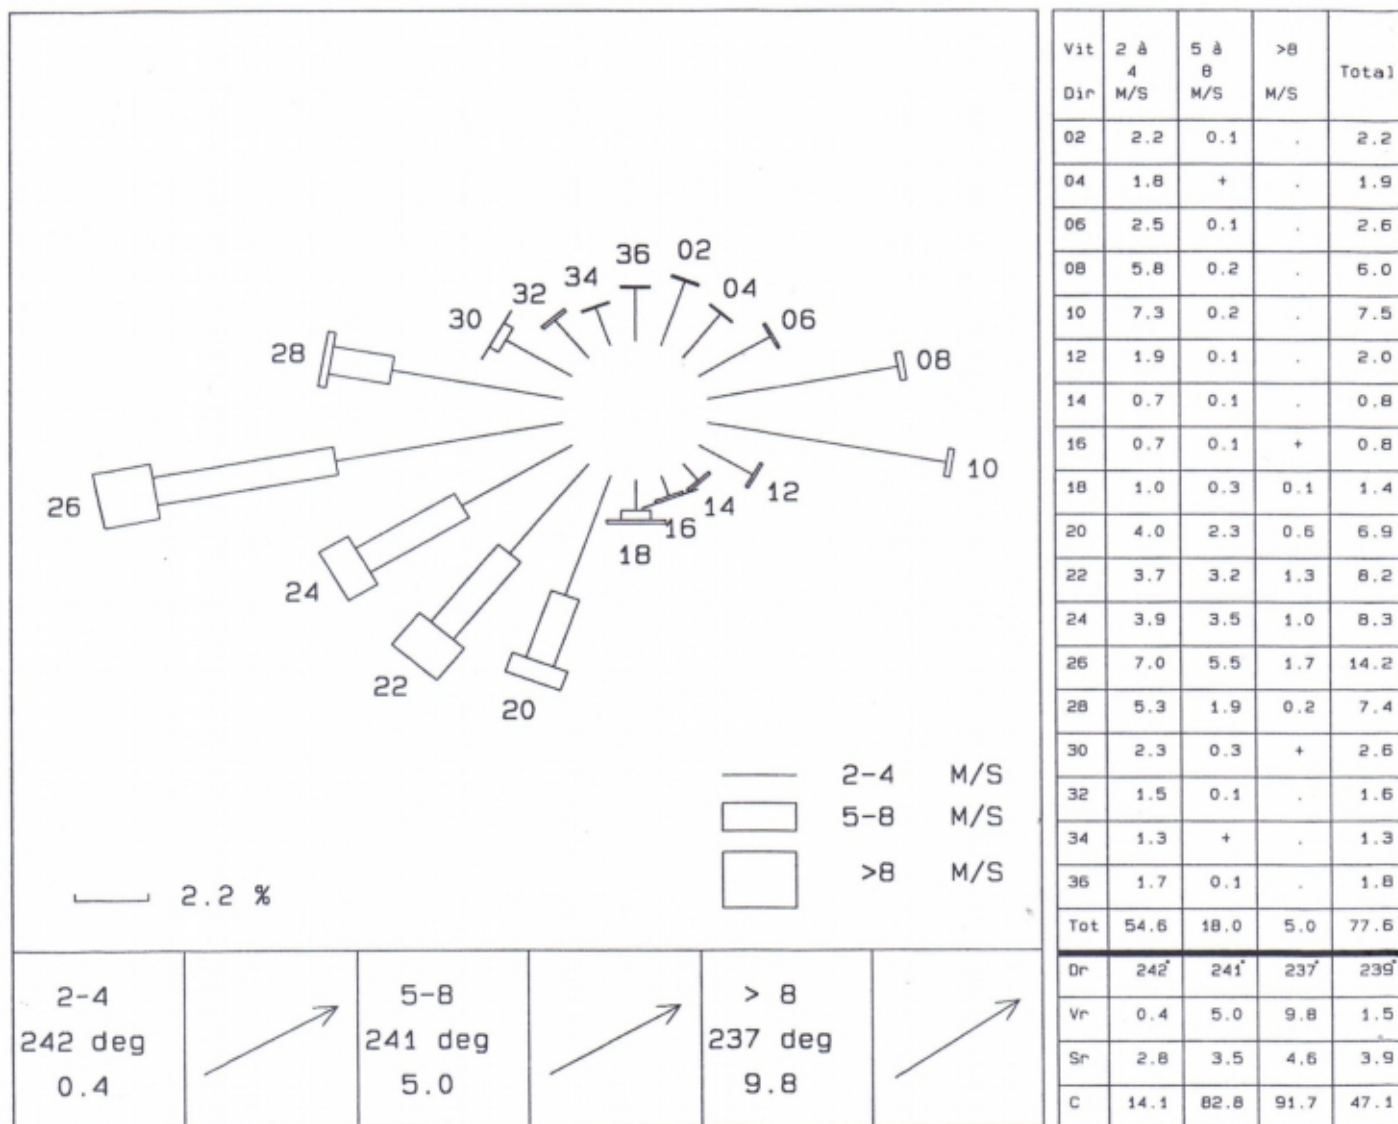 36
02
34
04
32
30
06
28
08
10
26
12
14
16
18
24
22
20
2-4 M/S
5-8 M/S
>8 M/S
2.2 %
2-4
242 deg
0.4
5-8
241 deg
5.0
> 8
237 deg
9.8
Vit 2 à 5 à >8 Total
4 8
Dir M/S M/S M/S
02 2.2 0.1 . 2.2
04 1.8 + . 1.9
06 2.5 0.1 . 2.6
08 5.8 0.2 . 6.0
10 7.3 0.2 . 7.5
12 1.9 0.1 . 2.0
14 0.7 0.1 . 0.8
16 0.7 0.1 + 0.8
18 1.0 0.3 0.1 1.4
20 4.0 2.3 0.6 6.9
22 3.7 3.2 1.3 8.2
24 3.9 3.5 1.0 8.3
26 7.0 5.5 1.7 14.2
28 5.3 1.9 0.2 7.4
30 2.3 0.3 + 2.6
32 1.5 0.1 . 1.6
34 1.3 + . 1.3
36 1.7 0.1 . 1.8
Tot 54.6 18.0 5.0 77.6
Dr 242° 241° 237° 239°
Vr 0.4 5.0 9.8 1.5
Sr 2.8 3.5 4.6 3.9
C 14.1 82.8 91.7 47.1